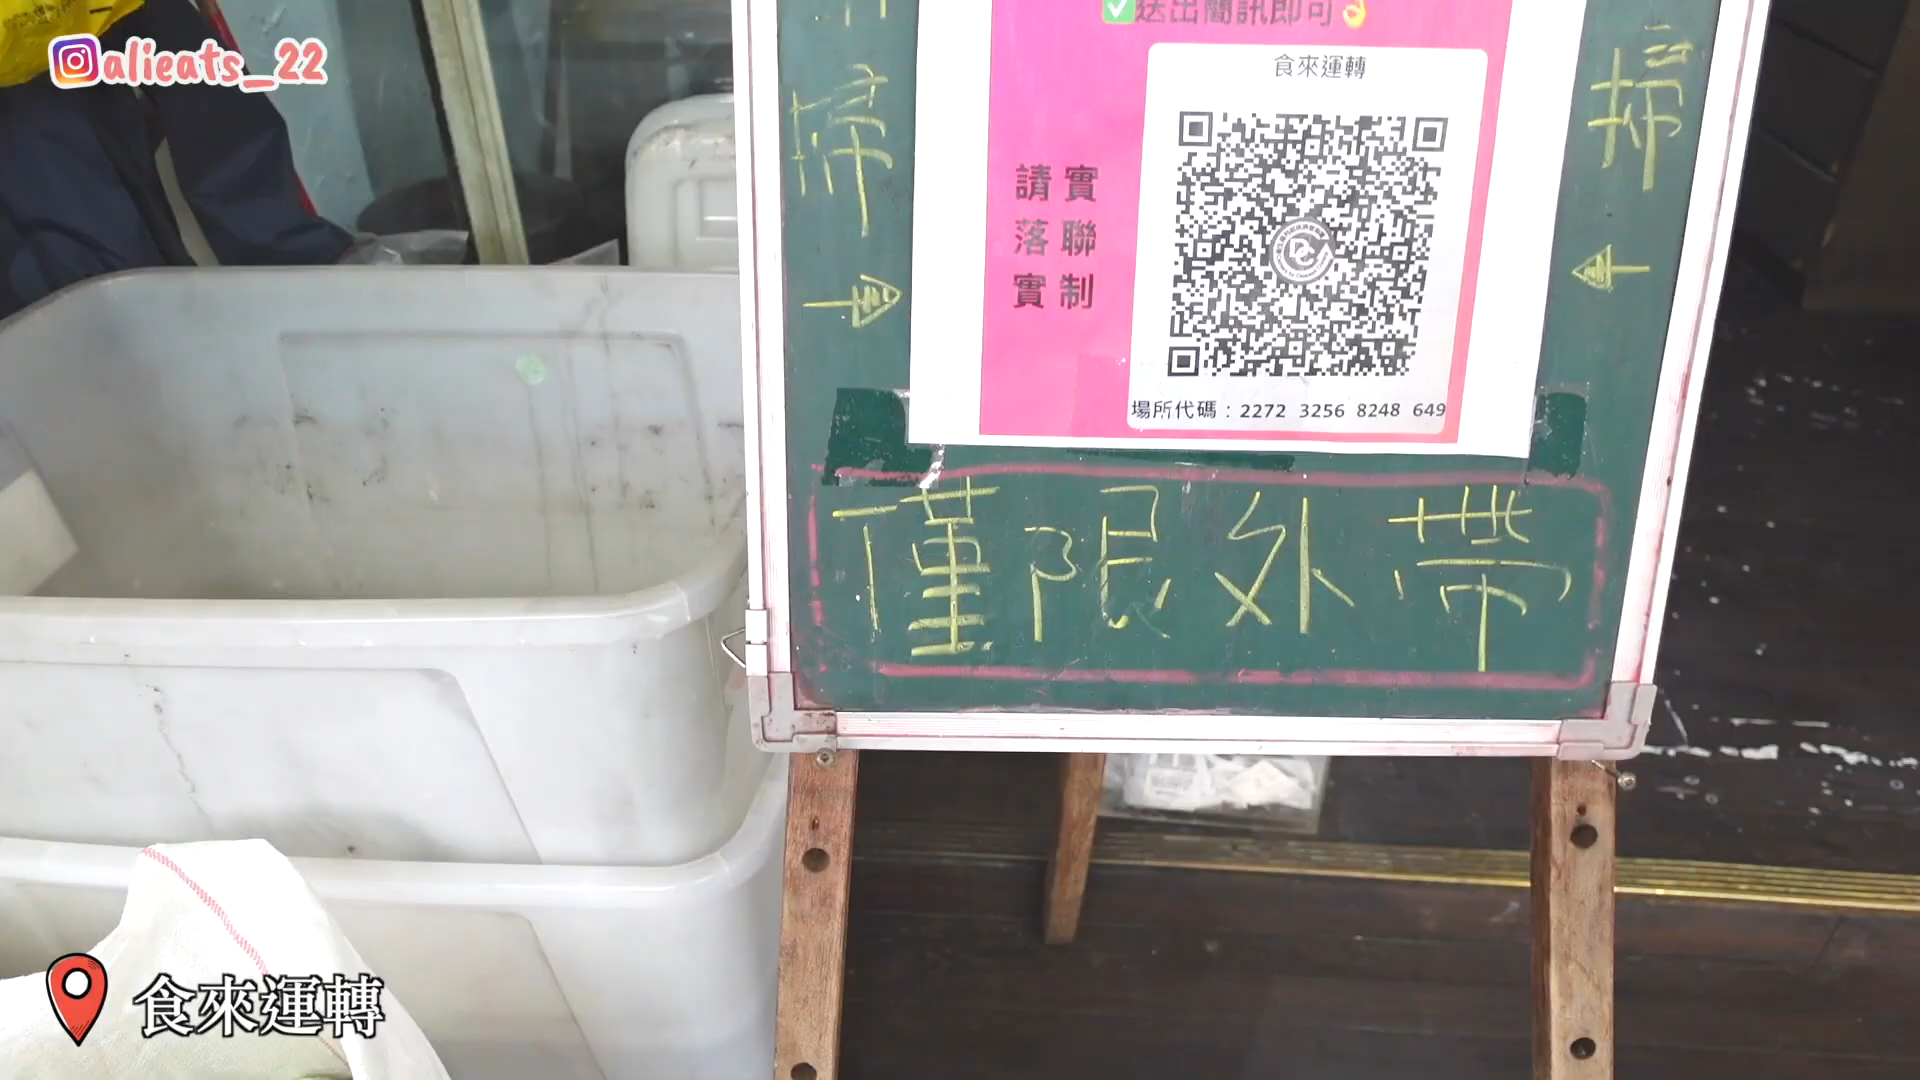 @alieats_22
✅送出簡訊即可👌
食來運轉
掃
掃
實聯制
請落實
場所代碼：2272 3256 8248 649
僅限外帶
食來運轉